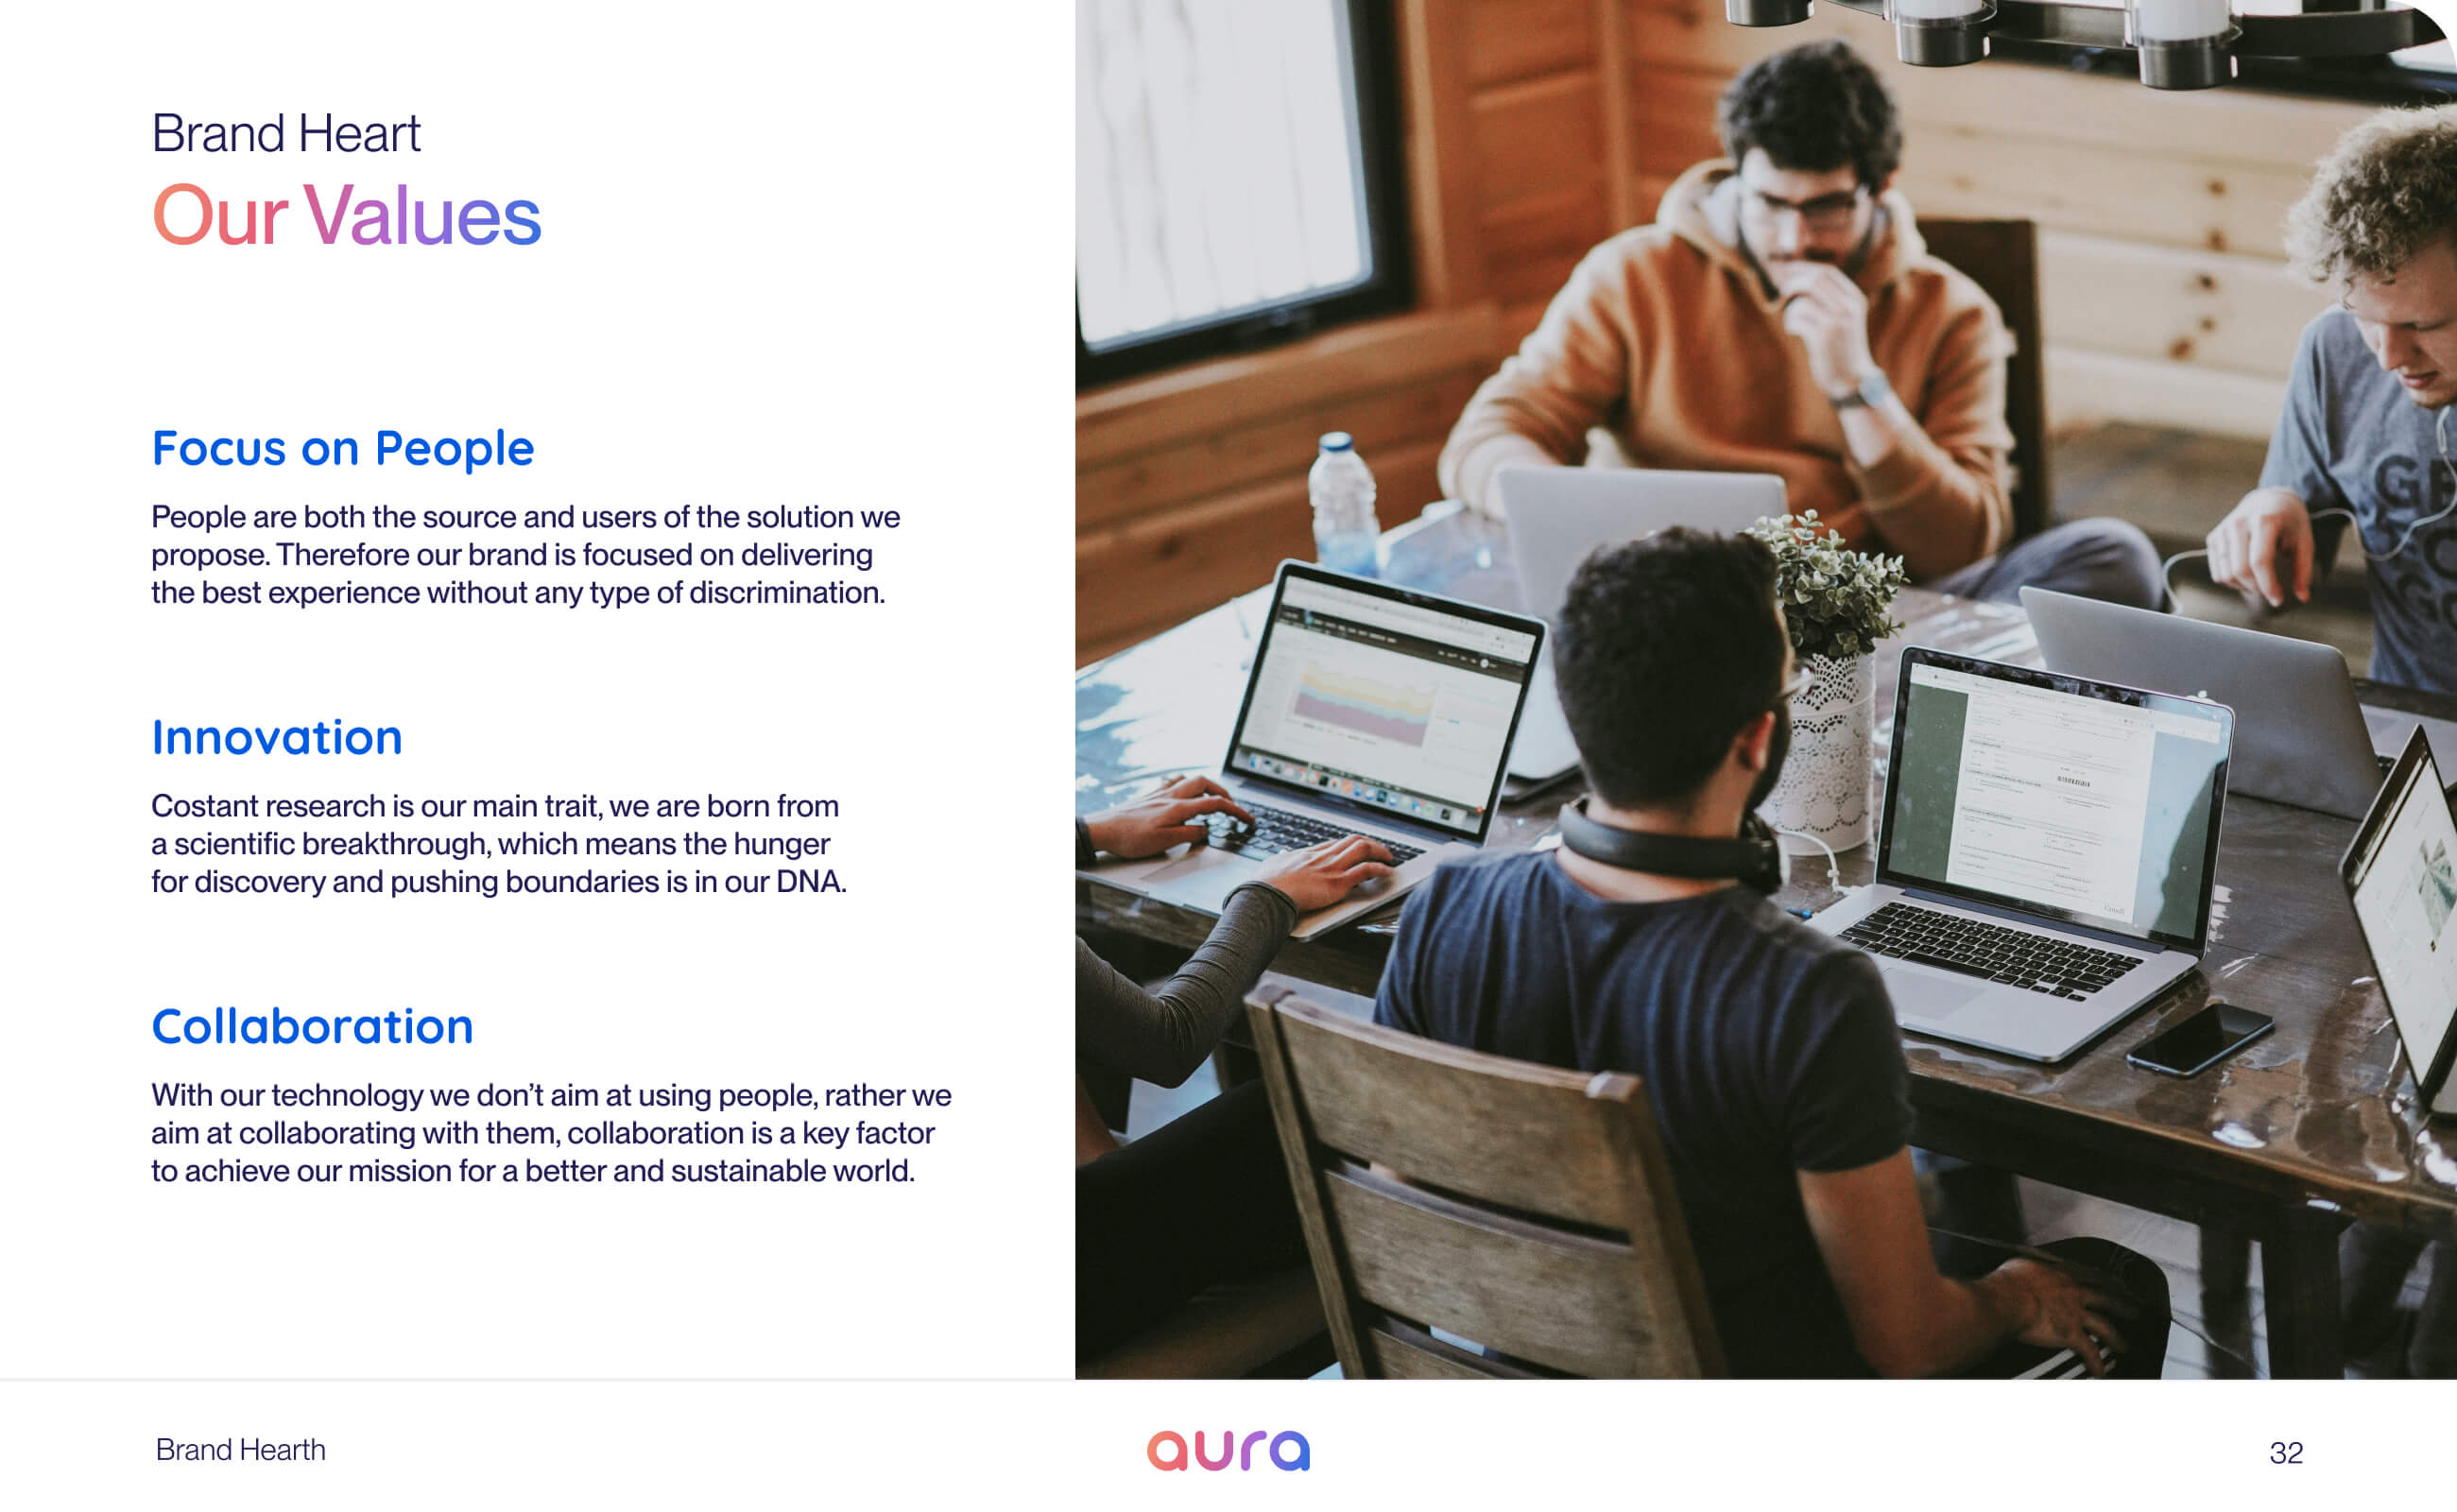 Brand Heart
Our Values
Focus on People
People are both the source and users of the solution we
propose. Therefore our brand is focused on delivering
the best experience without any type of discrimination.
Innovation
Costant research is our main trait, we are born from
a scientific breakthrough, which means the hunger
for discovery and pushing boundaries is in our DNA.
Collaboration
With our technology we don’t aim at using people, rather we
aim at collaborating with them, collaboration is a key factor
to achieve our mission for a better and sustainable world.
Brand Hearth
aura
32